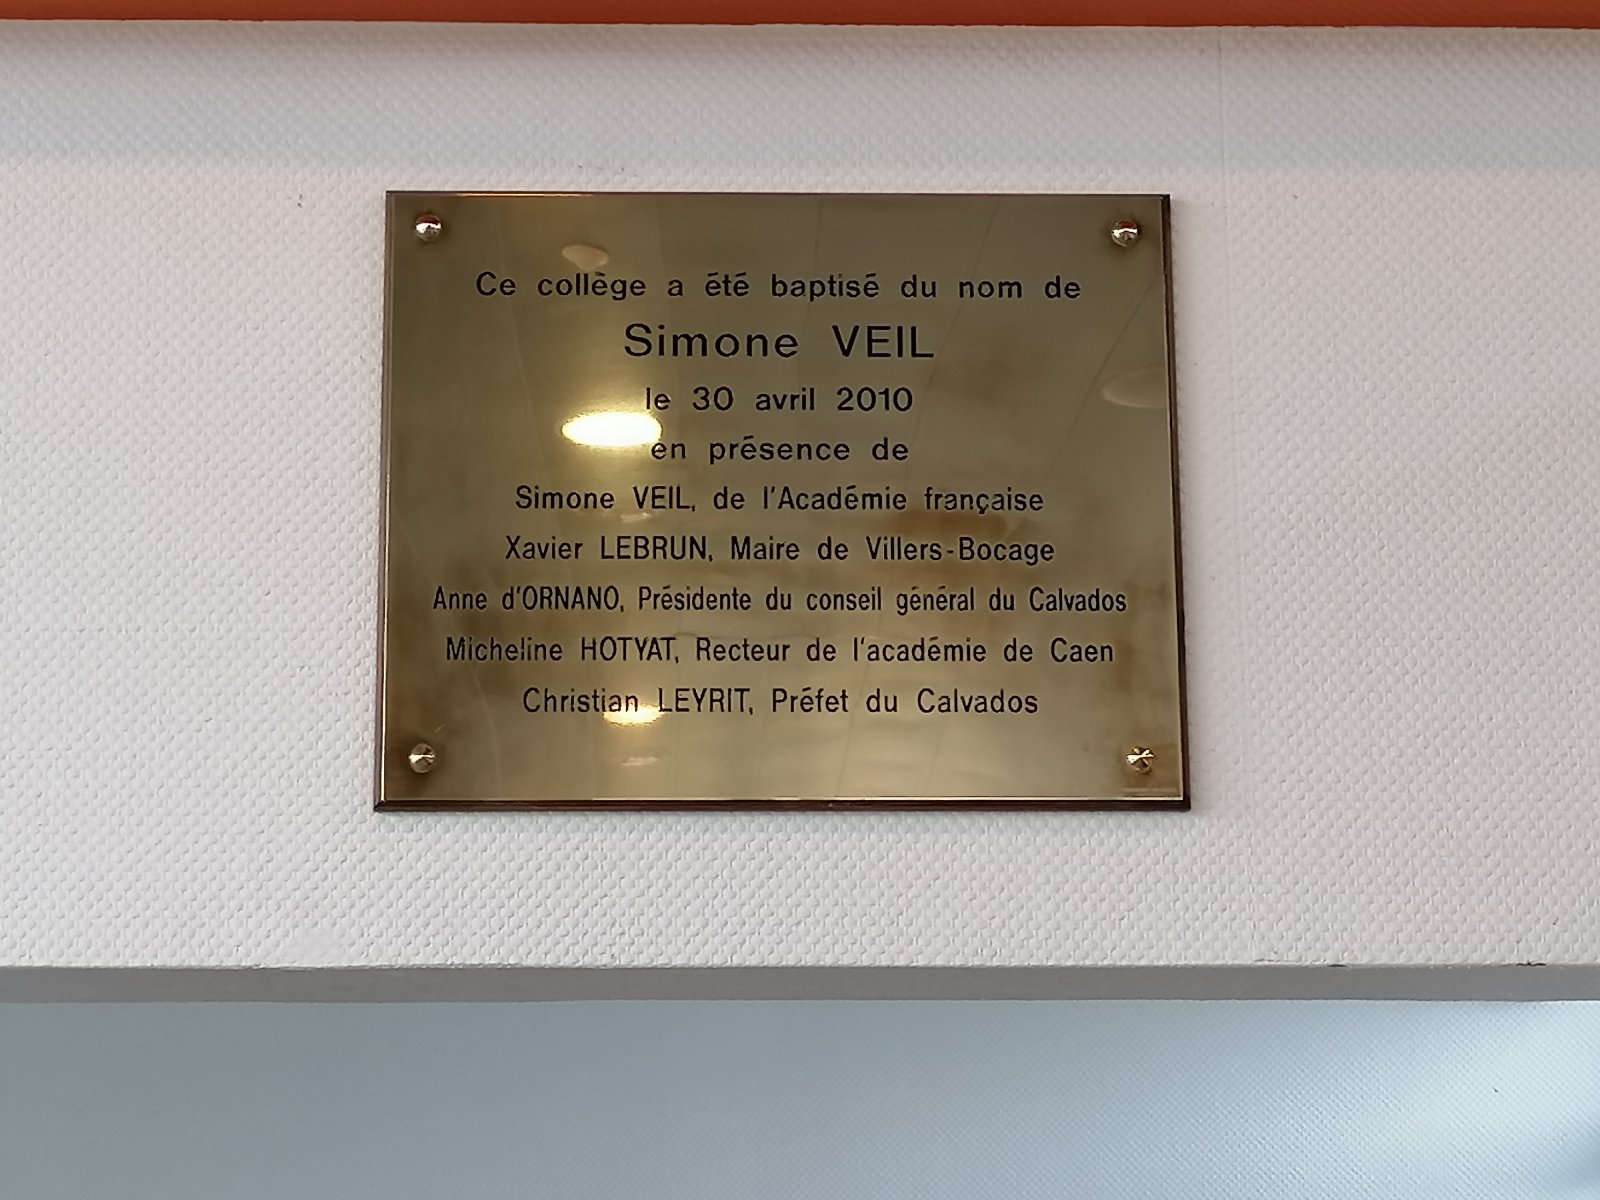 Ce collège a été baptisé du nom de
Simone VEIL
le 30 avril 2010
en présence de
Simone VEIL, de l'Académie française
Xavier LEBRUN, Maire de Villers-Bocage
Anne d'ORNANO, Présidente du conseil général du Calvados
Micheline HOTYAT, Recteur de l'académie de Caen
Christian LEYRIT, Préfet du Calvados